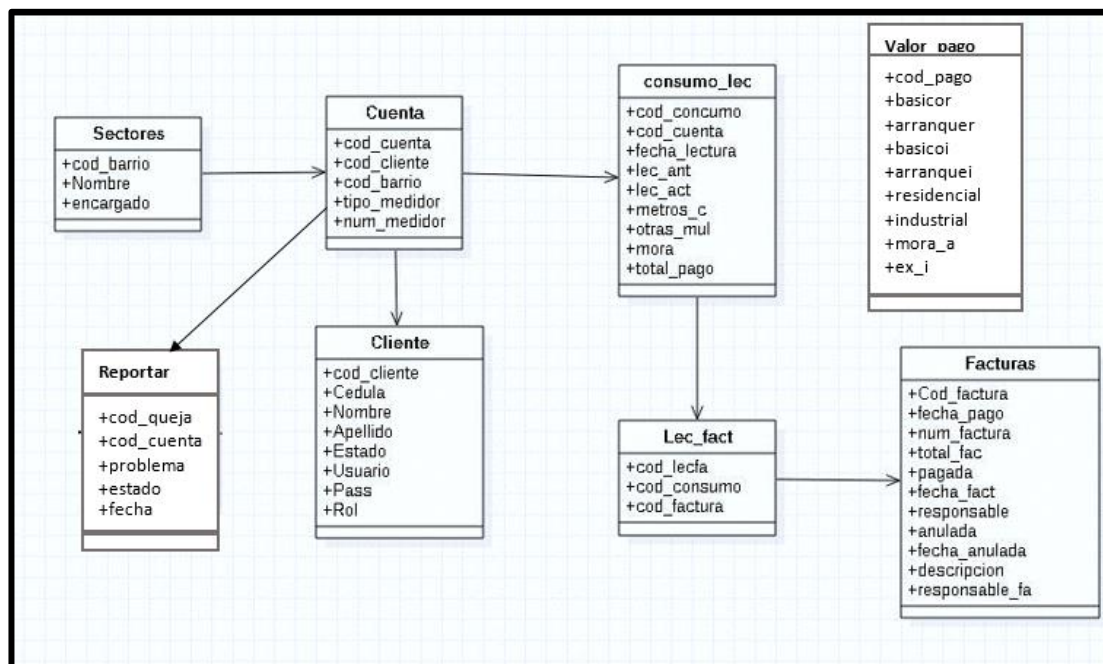 Sectores
+cod_barrio
+Nombre
+encargado
Cuenta
+cod_cuenta
+cod_cliente
+cod_barrio
+tipo_medidor
+num_medidor
consumo_lec
+cod_concumo
+cod_cuenta
+fecha_lectura
+lec_ant
+lec_act
+metros_c
+otras_mul
+mora
+total_pago
Valor_pago
+cod_pago
+basicor
+arranquer
+basicoi
+arranquei
+residencial
+industrial
+mora_a
+ex_i
Reportar
+cod_queja
+cod_cuenta
+problema
+estado
+fecha
Cliente
+cod_cliente
+Cedula
+Nombre
+Apellido
+Estado
+Usuario
+Pass
+Rol
Lec_fact
+cod_lecfa
+cod_consumo
+cod_factura
Facturas
+Cod_factura
+fecha_pago
+num_factura
+total_fac
+pagada
+fecha_fact
+responsable
+anulada
+fecha_anulada
+descripcion
+responsable_fa